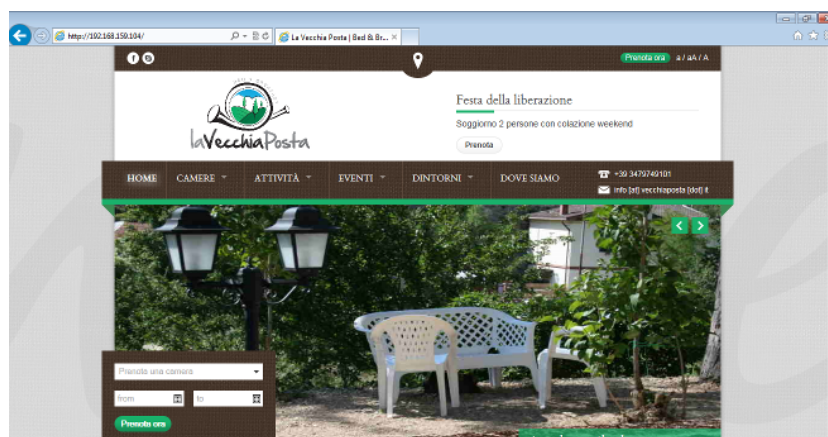 http://192.168.159.104/
La Vecchia Posta | Bed & Br...
Prenota ora a / aA / A
laVecchiaPosta
Festa della liberazione
Soggiorno 2 persone con colazione weekend
Prenota
HOME CAMERE ATTIVITÀ EVENTI DINTORNI DOVE SIAMO
+39 3479749101
info [at] vecchiaposta [dot] it
Prenota una camera
from to
Prenota ora